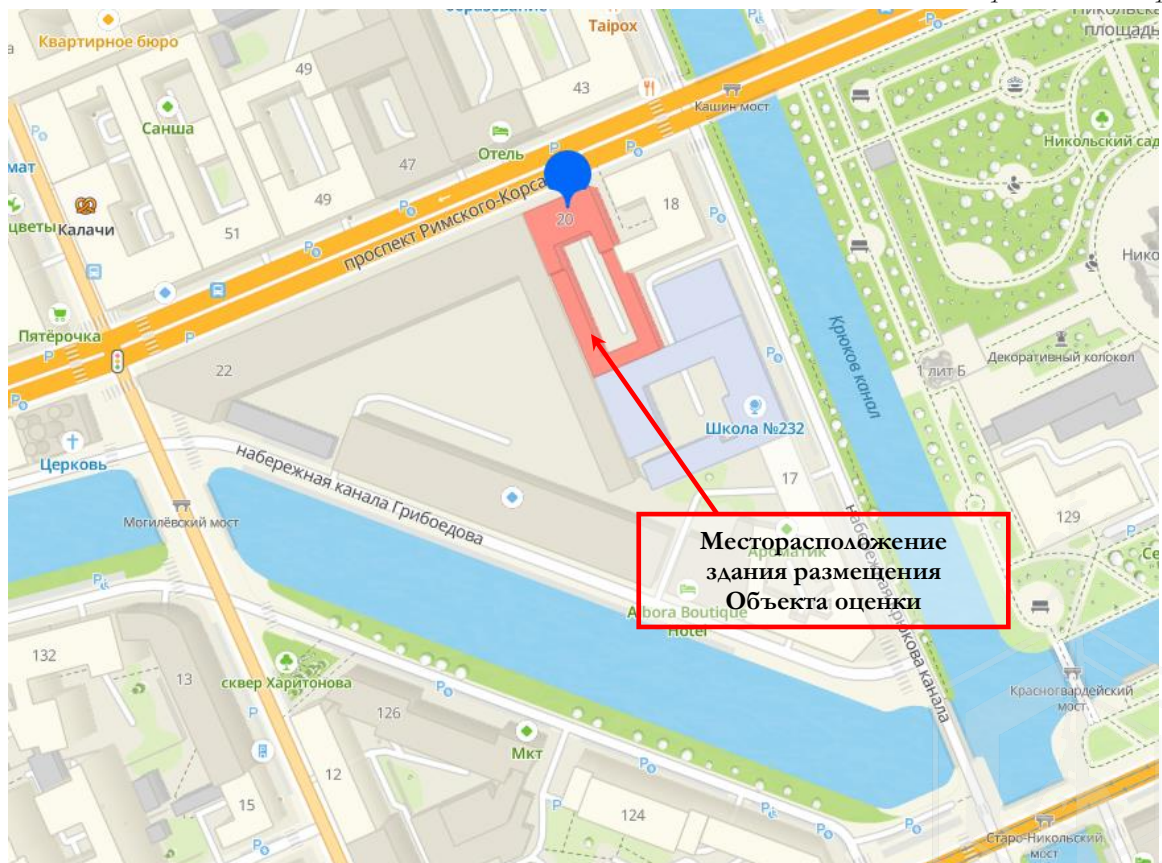 Квартирное бюро
Taipox
Никольская
площадь
49
43
Кашин мост
Санша
Отель
47
Никольский сад
мат
49
цветы
Калачи
51
проспект Римского-Корса
20
18
Нико
Пятёрочка
22
Крюков канал
Декоративный колокол
1 лит Б
Школа №232
Церковь
набережная канала Грибоедова
17
Могилёвский мост
129
Месторасположение
здания размещения
Объекта оценки
Ароматик
Се
Arbora Boutique
Hotel
набережная Крюкова канала
132
13
сквер Харитонова
126
Красногвардейский
мост
Мкт
12
15
124
Старо-Никольский
мост